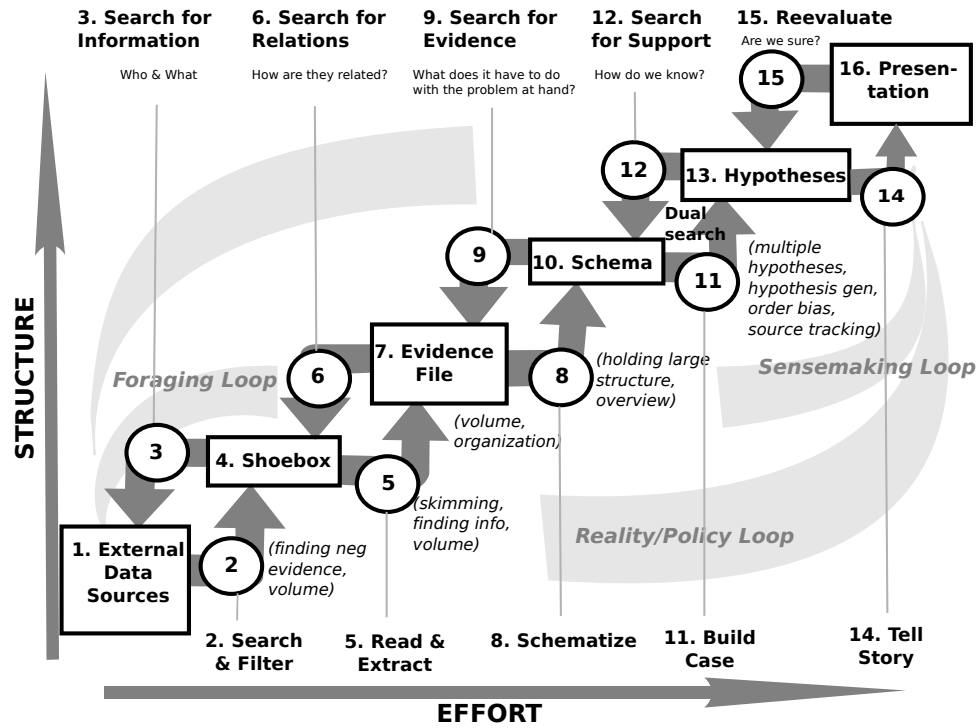 3. Search for
Information
Who & What
6. Search for
Relations
How are they related?
9. Search for
Evidence
What does it have to do
with the problem at hand?
12. Search
for Support
How do we know?
15. Reevaluate
Are we sure?
15
16. Presen-
tation
12
13. Hypotheses
14
Dual
search
9
10. Schema
11
(multiple
hypotheses,
hypothesis gen,
order bias,
source tracking)
6
7. Evidence
File
8
(holding large
structure,
overview)
Foraging Loop
Sensemaking Loop
(volume,
organization)
3
4. Shoebox
5
(skimming,
finding info,
volume)
1. External
Data
Sources
2
(finding neg
evidence,
volume)
Reality/Policy Loop
2. Search
& Filter
5. Read &
Extract
8. Schematize
11. Build
Case
14. Tell
Story
STRUCTURE
EFFORT